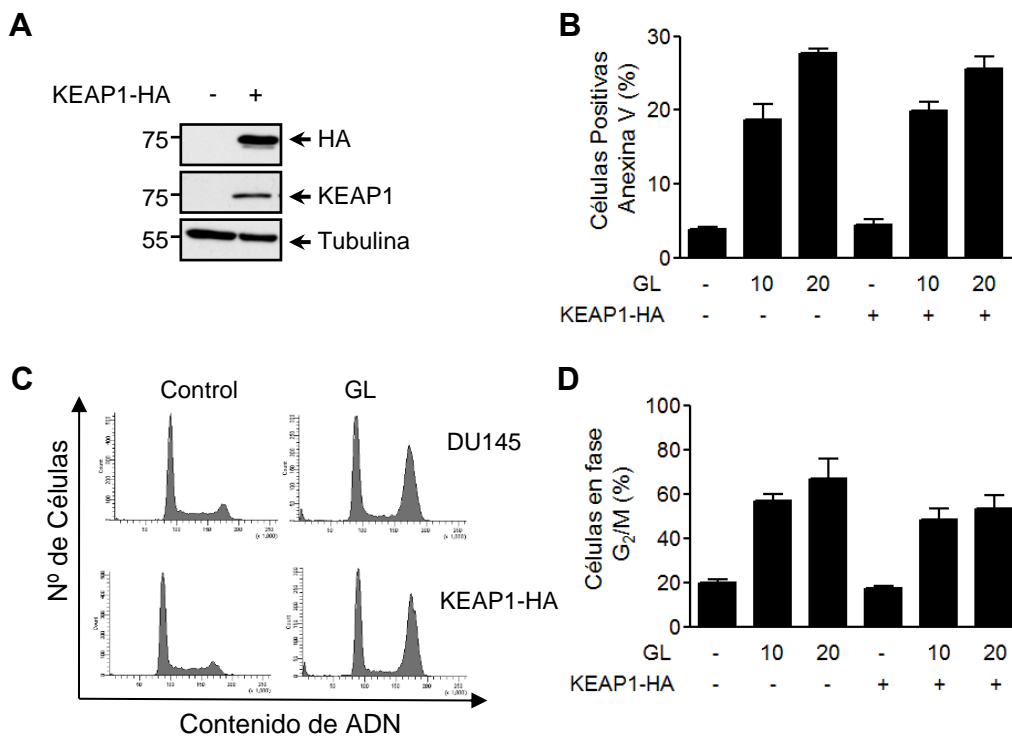 A
KEAP1-HA - +
75
HA
75
KEAP1
55
Tubulina
B
Células Positivas
Anexina V (%)
30
20
10
0
GL - 10 20 - 10 20
KEAP1-HA - - - + + +
C
Control GL
DU145
KEAP1-HA
Nº de Células
Contenido de ADN
D
Células en fase
G₂/M (%)
100
80
60
40
20
0
GL - 10 20 - 10 20
KEAP1-HA - - - + + +